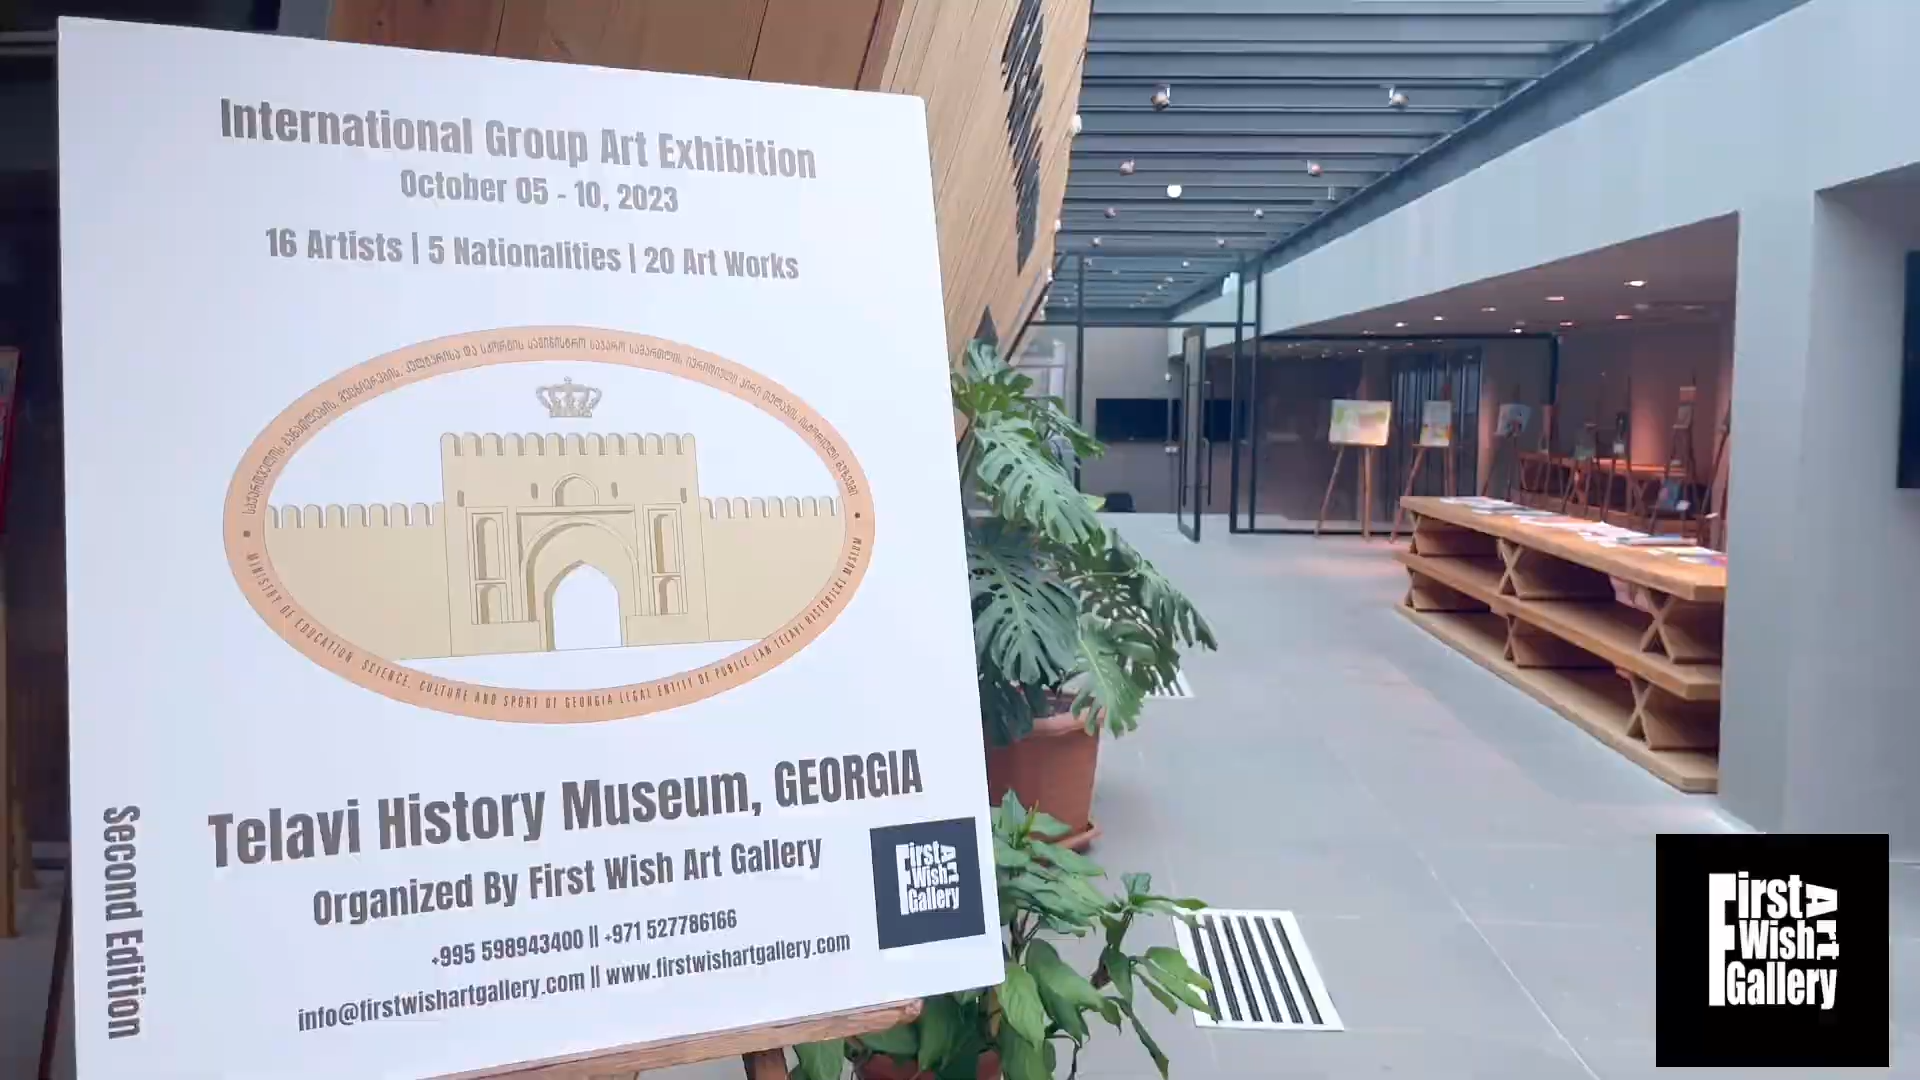 International Group Art Exhibition
October 05 - 10, 2023
16 Artists | 5 Nationalities | 20 Art Works
MINISTRY OF EDUCATION, SCIENCE, CULTURE AND SPORT OF GEORGIA LEGAL ENTITY OF PUBLIC LAW TELAVI HISTORICAL MUSEUM
Telavi History Museum, GEORGIA
Organized By First Wish Art Gallery
+995 598943400 || +971 527786166
info@firstwishartgallery.com || www.firstwishartgallery.com
Second Edition
First Wish Art Gallery
First Wish Art Gallery